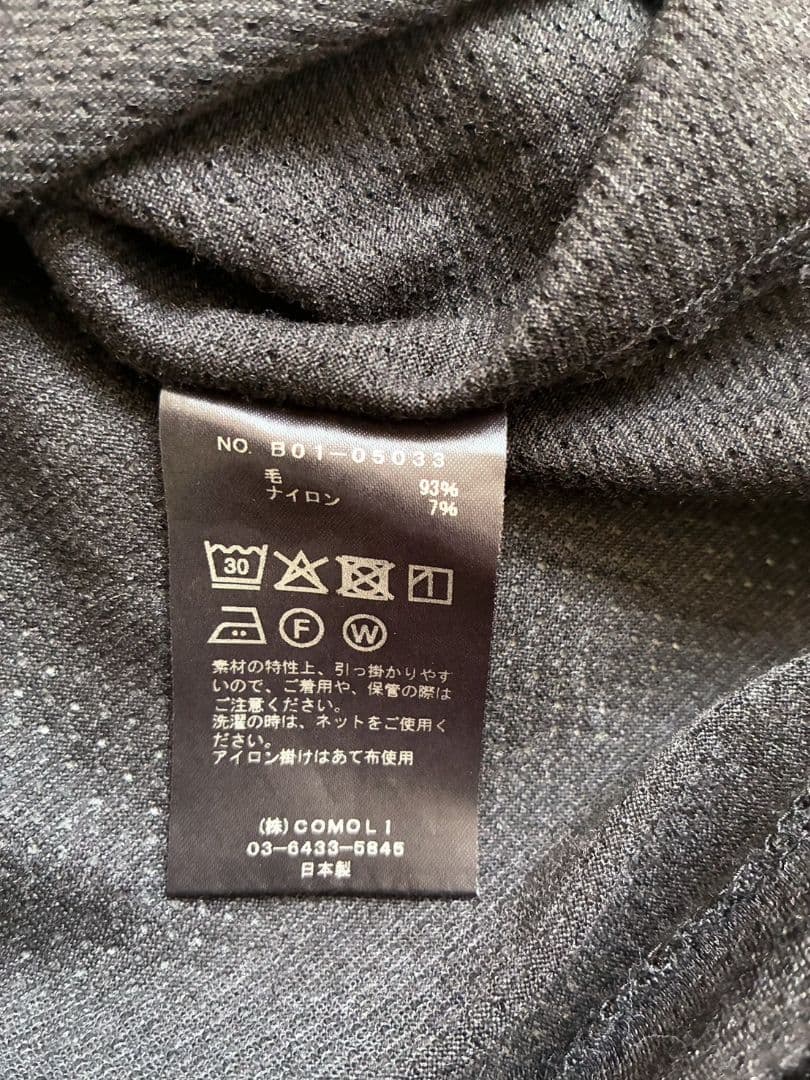 NO. B01-05033
毛 93%
ナイロン 7%
30
F W
素材の特性上、引っ掛かりやす
いので、ご着用や、保管の際は
ご注意ください。
洗濯の時は、ネットをご使用く
ださい。
アイロン掛けはあて布使用
(株)COMOLI
03-6433-5845
日本製